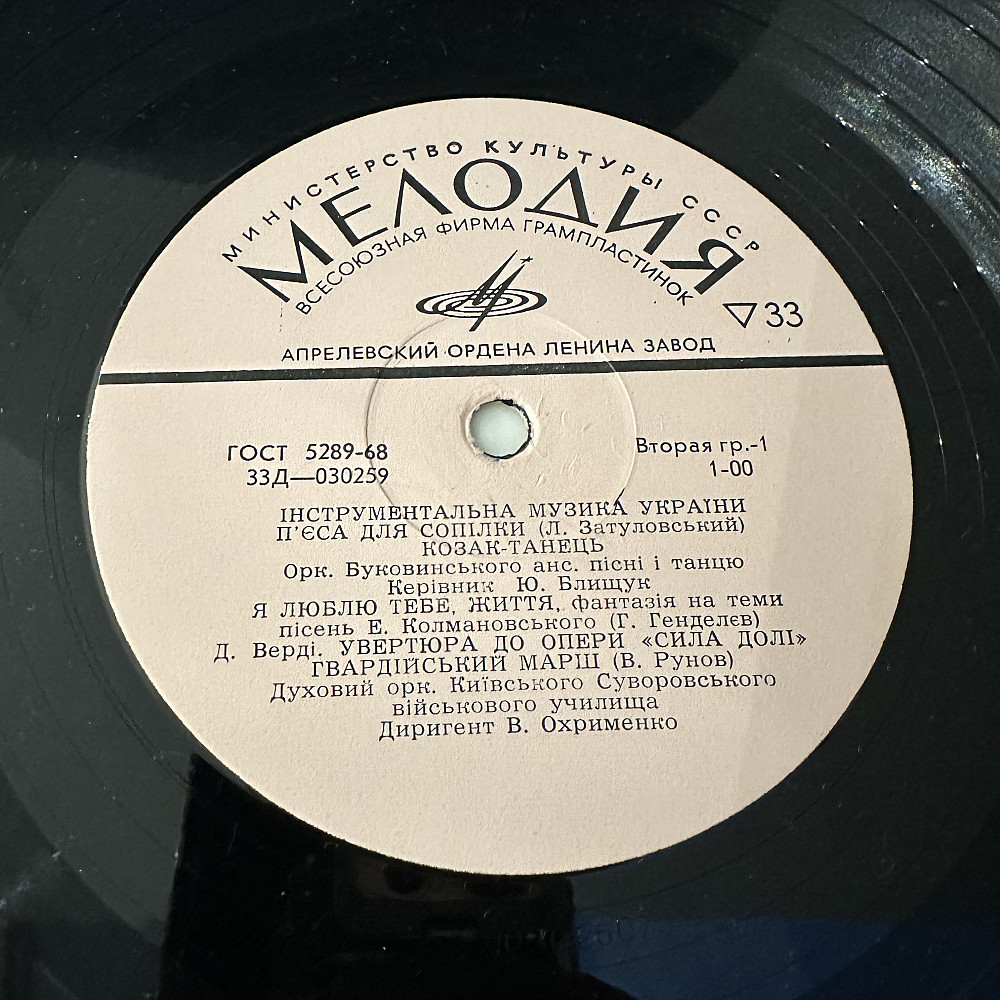 МИНИСТЕРСТВО КУЛЬТУРЫ СССР
МЕЛОДИЯ
ВСЕСОЮЗНАЯ ФИРМА ГРАМПЛАСТИНОК
33
АПРЕЛЕВСКИЙ ОРДЕНА ЛЕНИНА ЗАВОД
ГОСТ 5289-68
33Д—030259
Вторая гр.-1
1-00
ІНСТРУМЕНТАЛЬНА МУЗИКА УКРАЇНИ
П'ЄСА ДЛЯ СОПІЛКИ (Л. Затуловський)
КОЗАК-ТАНЕЦЬ
Орк. Буковинського анс. пісні і танцю
Керівник Ю. Блищук
Я ЛЮБЛЮ ТЕБЕ, ЖИТТЯ, фантазія на теми
пісень Е. Колмановського (Г. Генделєв)
Д. Верді. УВЕРТЮРА ДО ОПЕРИ «СИЛА ДОЛІ»
ГВАРДІЙСЬКИЙ МАРШ (В. Рунов)
Духовий орк. Київського Суворовського
військового училища
Диригент В. Охрименко